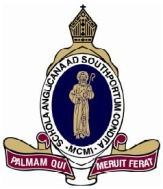 SCHOLA ANGLICANA AD SOUTHPORTUM CONDITA
MCMI
PALMAM QUI MERUIT FERAT